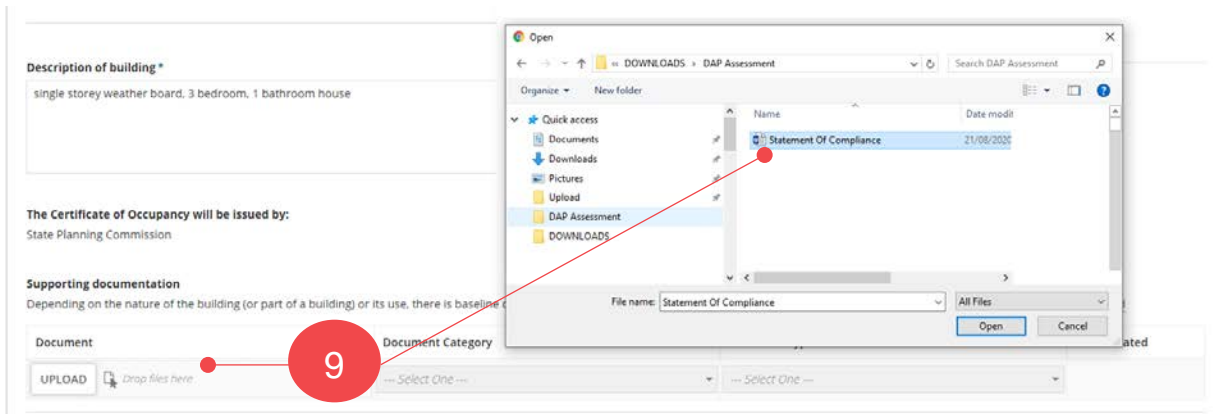 Description of building *
single storey weather board, 3 bedroom, 1 bathroom house
The Certificate of Occupancy will be issued by:
State Planning Commission
Supporting documentation
Depending on the nature of the building (or part of a building) or its use, there is baseline
Document
Document Category
ated
UPLOAD
Drop files here
--- Select One ---
--- Select One ---
9
Open
« DOWNLOADS › DAP Assessment
Search DAP Assessment
Organize
New folder
Quick access
Documents
Downloads
Pictures
Upload
DAP Assessment
DOWNLOADS
Name
Date modif
Statement Of Compliance
21/08/2020
File name:
Statement Of Compliance
All Files
Open
Cancel